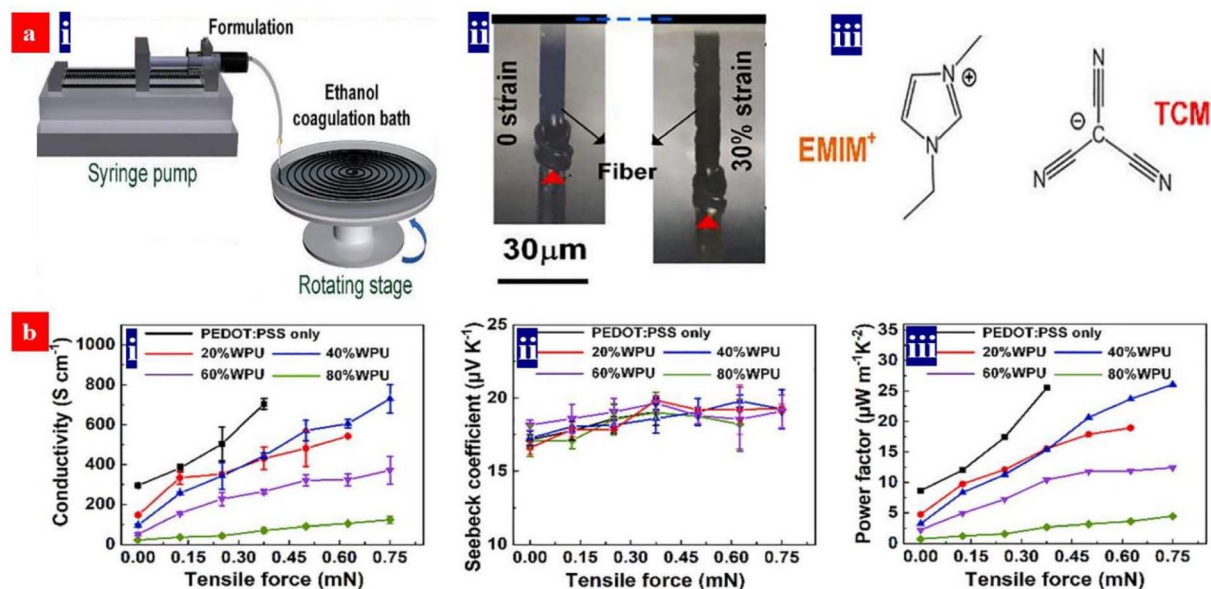 a
i
Formulation
Ethanol
coagulation bath
Syringe pump
Rotating stage
ii
0 strain
Fiber
30% strain
30μm
iii
EMIM+
N
⊕
N
N
⊖
C
N
N
TCM
b
i
PEDOT:PSS only
20%WPU
40%WPU
60%WPU
80%WPU
Conductivity (S cm⁻¹)
1000
800
600
400
200
0
0.00 0.15 0.30 0.45 0.60 0.75
Tensile force (mN)
ii
PEDOT:PSS only
20%WPU
40%WPU
60%WPU
80%WPU
Seebeck coefficient (μV K⁻¹)
25
20
15
10
0.00 0.15 0.30 0.45 0.60 0.75
Tensile force (mN)
iii
PEDOT:PSS only
20%WPU
40%WPU
60%WPU
80%WPU
Power factor (μW m⁻¹K⁻²)
35
30
25
20
15
10
5
0
0.00 0.15 0.30 0.45 0.60 0.75
Tensile force (mN)